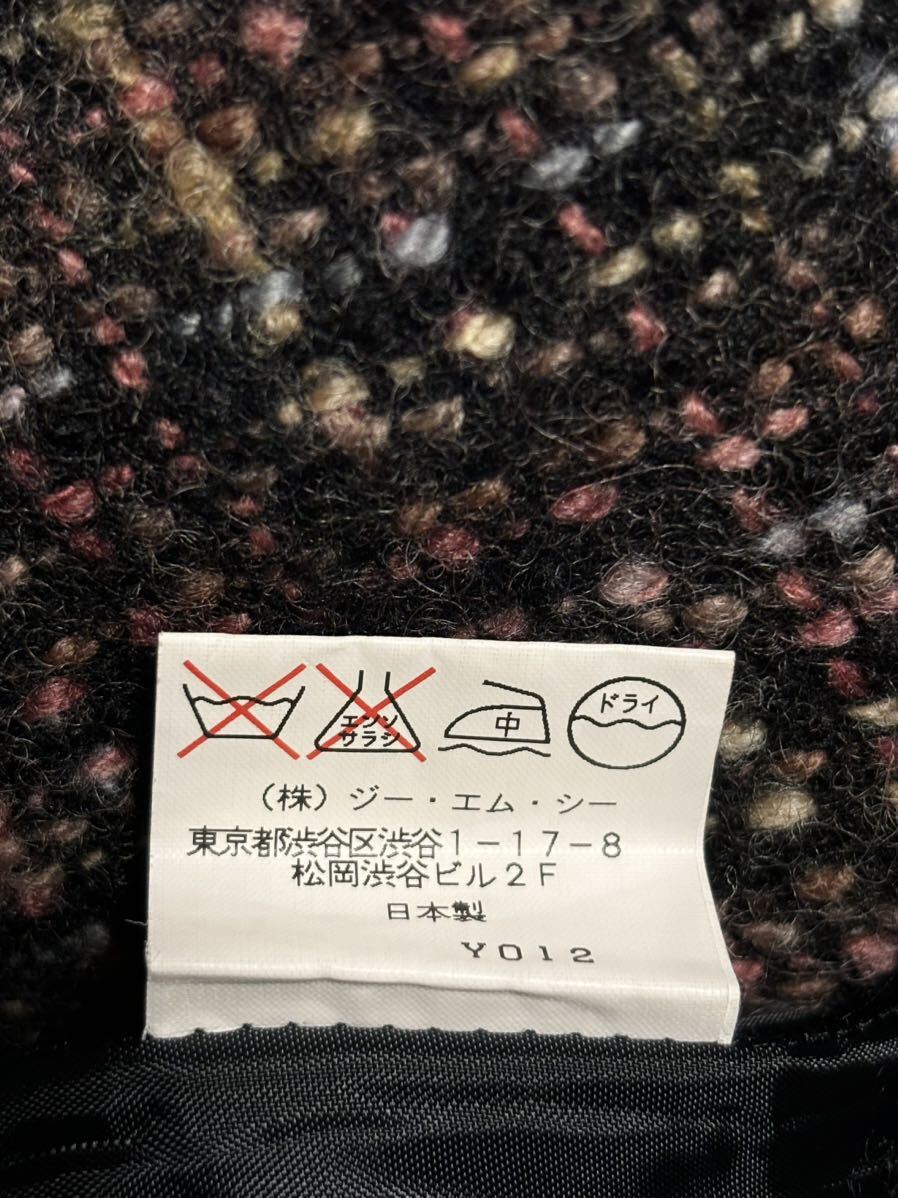 エンソ
サラシ
中
ドライ
（株）ジー・エム・シー
東京都渋谷区渋谷1－17－8
松岡渋谷ビル2F
日本製
Y012